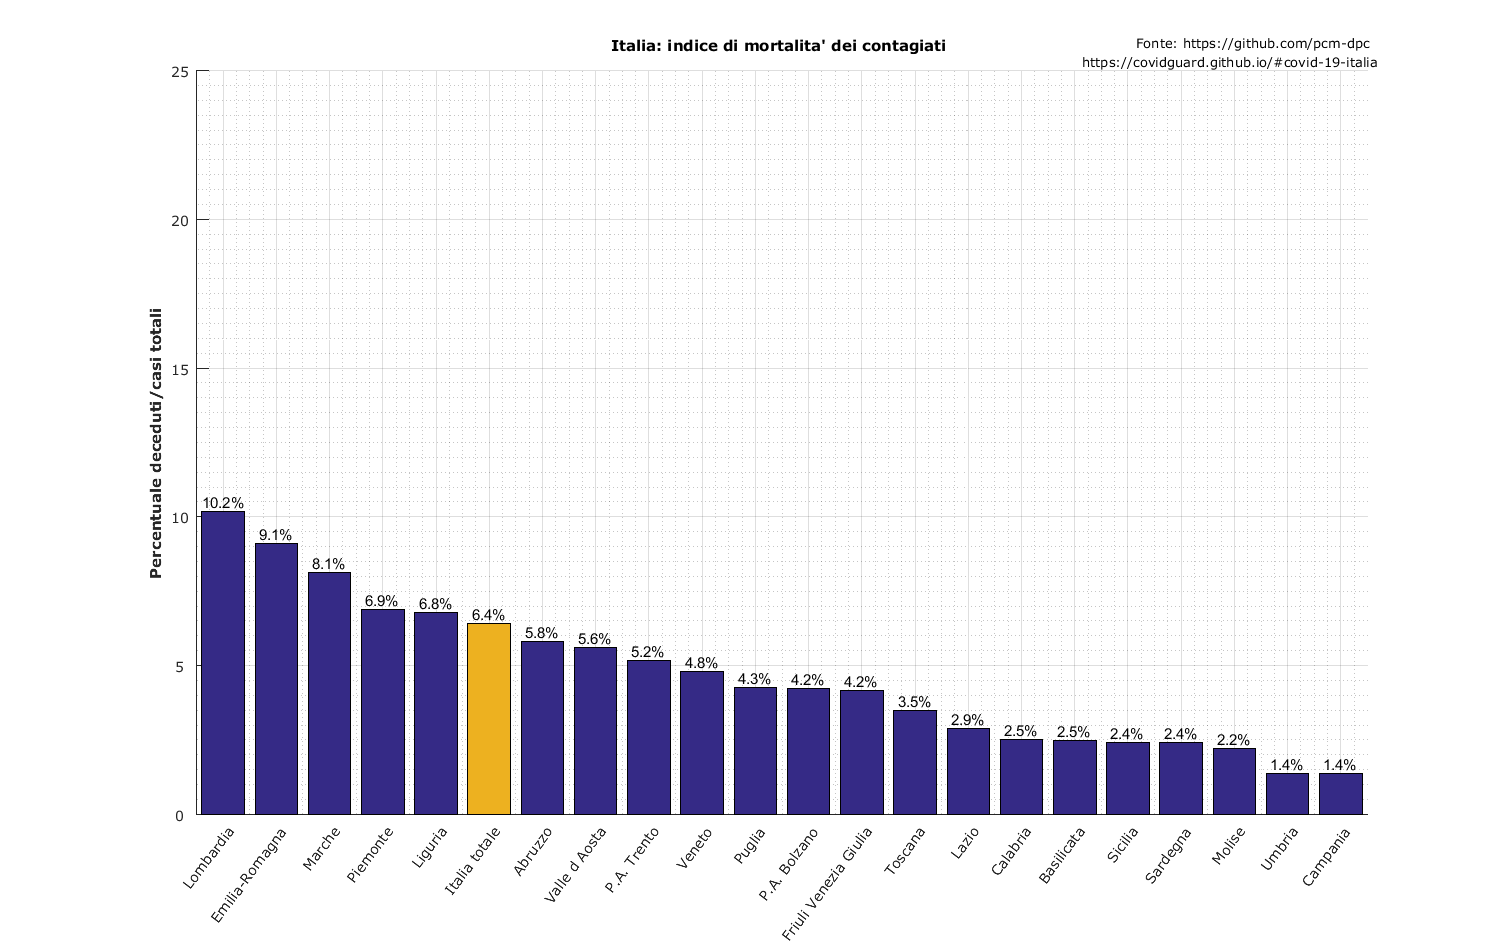 Italia: indice di mortalita' dei contagiati
Fonte: https://github.com/pcm-dpc
https://covidguard.github.io/#covid-19-italia
Percentuale deceduti/casi totali
25
20
15
10
5
0
10.2%
9.1%
8.1%
6.9%
6.8%
6.4%
5.8%
5.6%
5.2%
4.8%
4.3%
4.2%
4.2%
3.5%
2.9%
2.5%
2.5%
2.4%
2.4%
2.2%
1.4%
1.4%
Lombardia
Emilia-Romagna
Marche
Piemonte
Liguria
Italia totale
Abruzzo
Valle d Aosta
P.A. Trento
Veneto
Puglia
P.A. Bolzano
Friuli Venezia Giulia
Toscana
Lazio
Calabria
Basilicata
Sicilia
Sardegna
Molise
Umbria
Campania